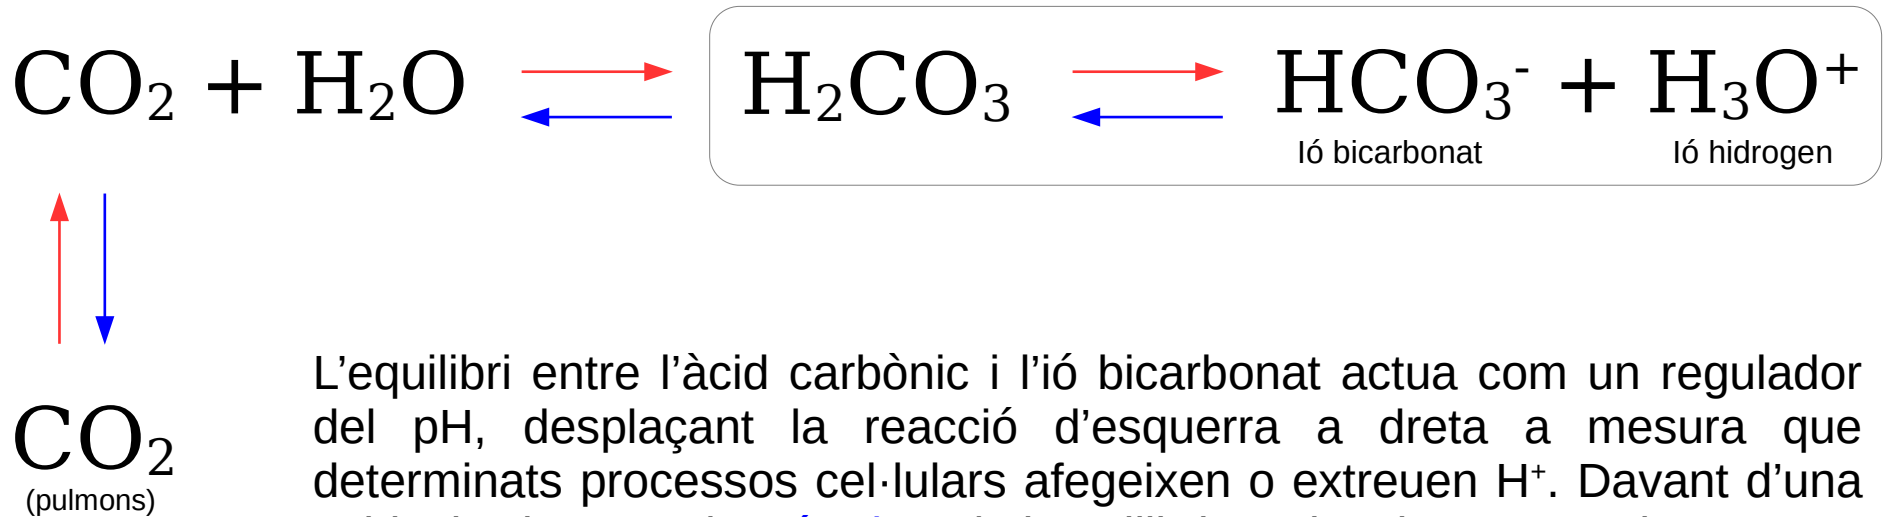 CO₂ + H₂O H₂CO₃ HCO₃⁻ + H₃O⁺
Ió bicarbonat Ió hidrogen
CO₂
(pulmons)
L’equilibri entre l’àcid carbònic i l’ió bicarbonat actua com un regulador
del pH, desplaçant la reacció d’esquerra a dreta a mesura que
determinats processos cel·lulars afegeixen o extreuen H⁺. Davant d’una